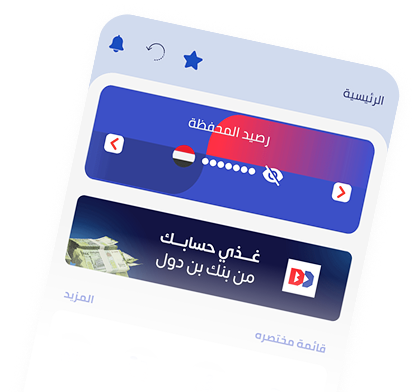 الرئيسية
رصيد المحفظة
غـذي حسابـك
من بنك بن دول
المزيد
قائمة مختصره